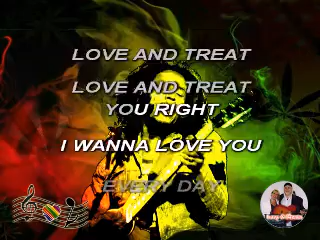 LOVE AND TREAT
LOVE AND TREAT
YOU RIGHT
I WANNA LOVE YOU
EVERY DAY